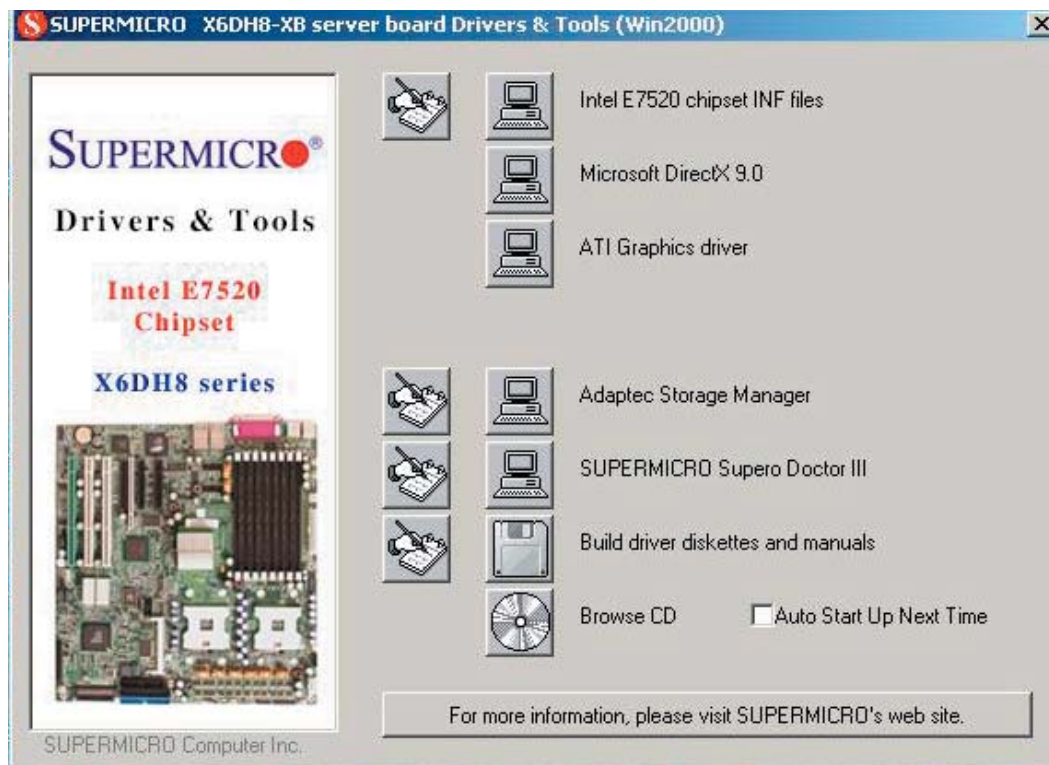 SUPERMICRO X6DH8-XB server board Drivers & Tools (Win2000)
SUPERMICRO®
Drivers & Tools
Intel E7520
Chipset
X6DH8 series
SUPERMICRO Computer Inc.
Intel E7520 chipset INF files
Microsoft DirectX 9.0
ATI Graphics driver
Adaptec Storage Manager
SUPERMICRO Supero Doctor III
Build driver diskettes and manuals
Browse CD
Auto Start Up Next Time
For more information, please visit SUPERMICRO's web site.